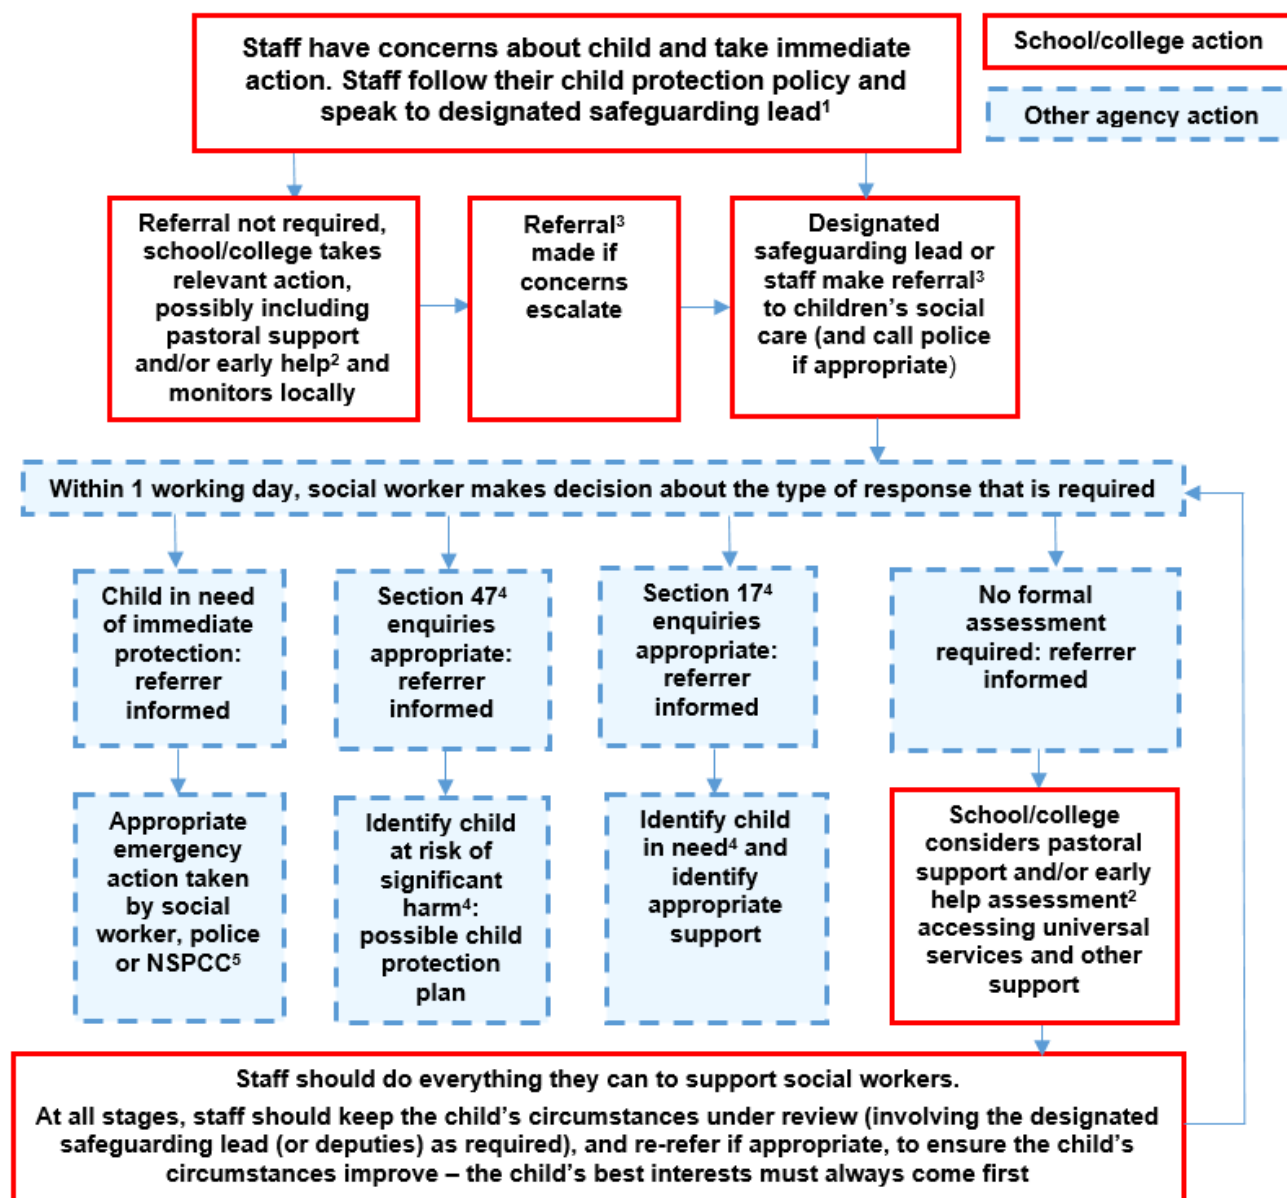 Staff have concerns about child and take immediate
action. Staff follow their child protection policy and
speak to designated safeguarding lead¹
School/college action
Other agency action
Referral not required,
school/college takes
relevant action,
possibly including
pastoral support
and/or early help² and
monitors locally
Referral³
made if
concerns
escalate
Designated
safeguarding lead or
staff make referral³
to children’s social
care (and call police
if appropriate)
Within 1 working day, social worker makes decision about the type of response that is required
Child in need
of immediate
protection:
referrer
informed
Section 47⁴
enquiries
appropriate:
referrer
informed
Section 17⁴
enquiries
appropriate:
referrer
informed
No formal
assessment
required: referrer
informed
Appropriate
emergency
action taken
by social
worker, police
or NSPCC⁵
Identify child
at risk of
significant
harm⁴:
possible child
protection
plan
Identify child
in need⁴ and
identify
appropriate
support
School/college
considers pastoral
support and/or early
help assessment²
accessing universal
services and other
support
Staff should do everything they can to support social workers.
At all stages, staff should keep the child’s circumstances under review (involving the designated
safeguarding lead (or deputies) as required), and re-refer if appropriate, to ensure the child’s
circumstances improve – the child’s best interests must always come first